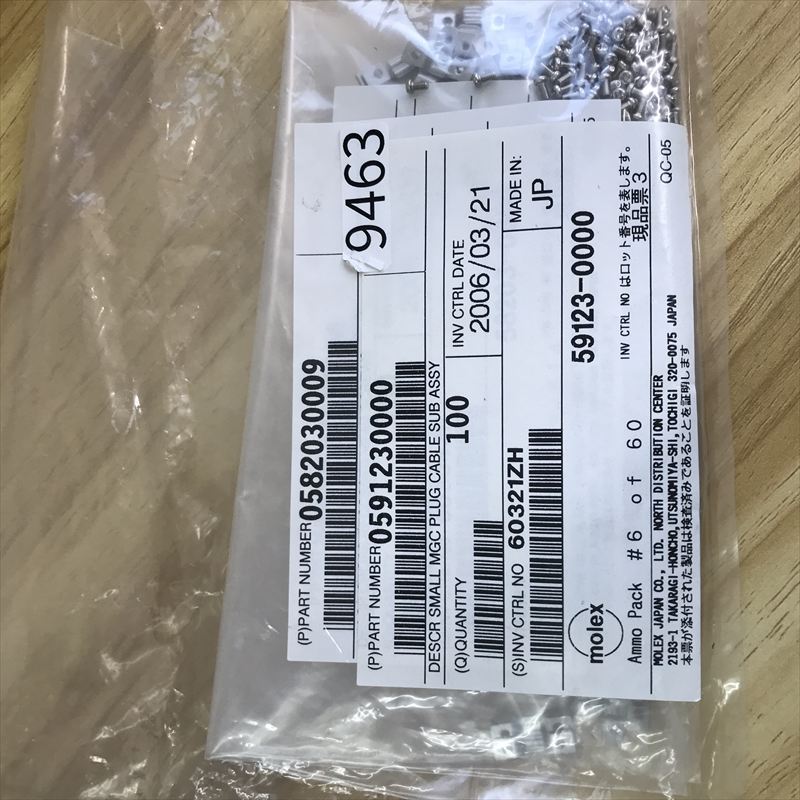 9463
(P)PART NUMBER 0582030009
(P)PART NUMBER 0591230000
DESCR SMALL MGC PLUG CABLE SUB ASSY
(Q)QUANTITY 100
INV CTRL DATE
2006/03/21
(S)INV CTRL NO 60321ZH
MADE IN:
JP
molex
59123-0000
Ammo Pack #6 of 60
INV CTRL NO はロット番号を表します。
現品票3
MOLEX JAPAN CO., LTD. NORTH DISTRIBUTION CENTER
2193-1 TAKARAGI-HONCHO,UTSUNOMIYA-SHI,TOCHIGI 320-0075 JAPAN
本票が添付された製品は検査済みであることを証明します
QC-05